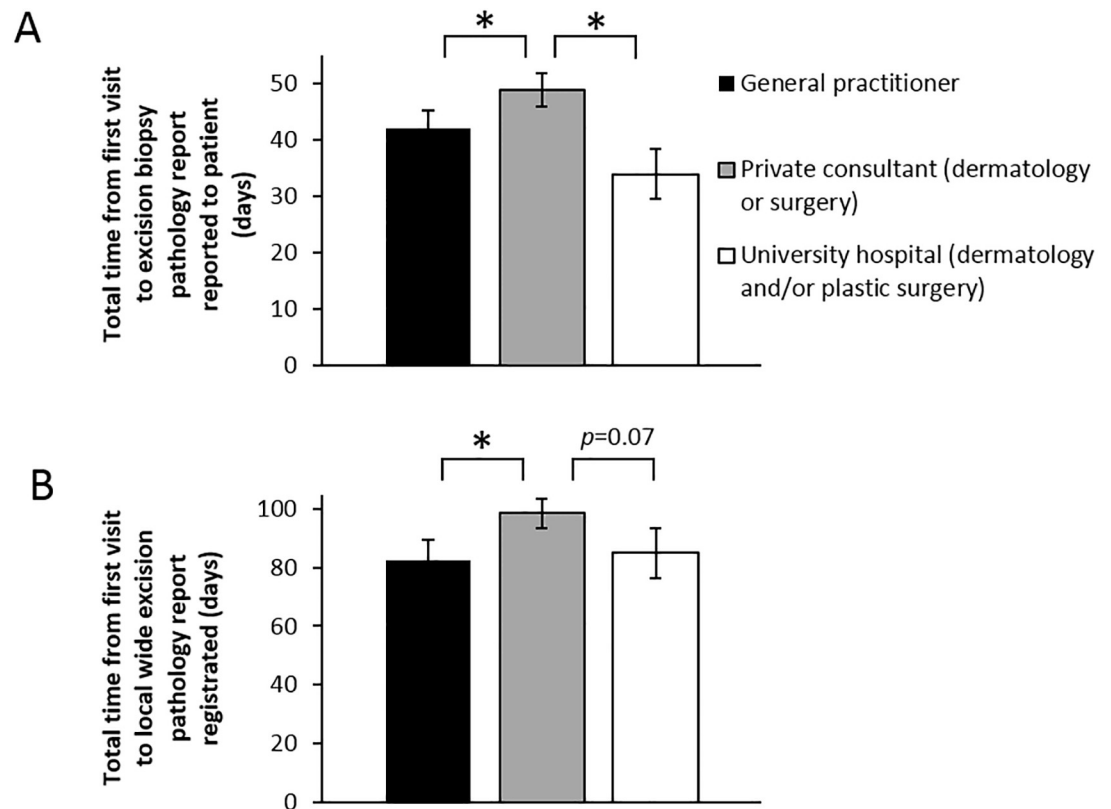 A
*
*
Total time from first visit
to excision biopsy
pathology report
reported to patient
(days)
50
40
30
20
10
0
General practitioner
Private consultant (dermatology
or surgery)
University hospital (dermatology
and/or plastic surgery)
B
*
p=0.07
Total time from first visit
to local wide excision
pathology report
registrated (days)
100
80
60
40
20
0